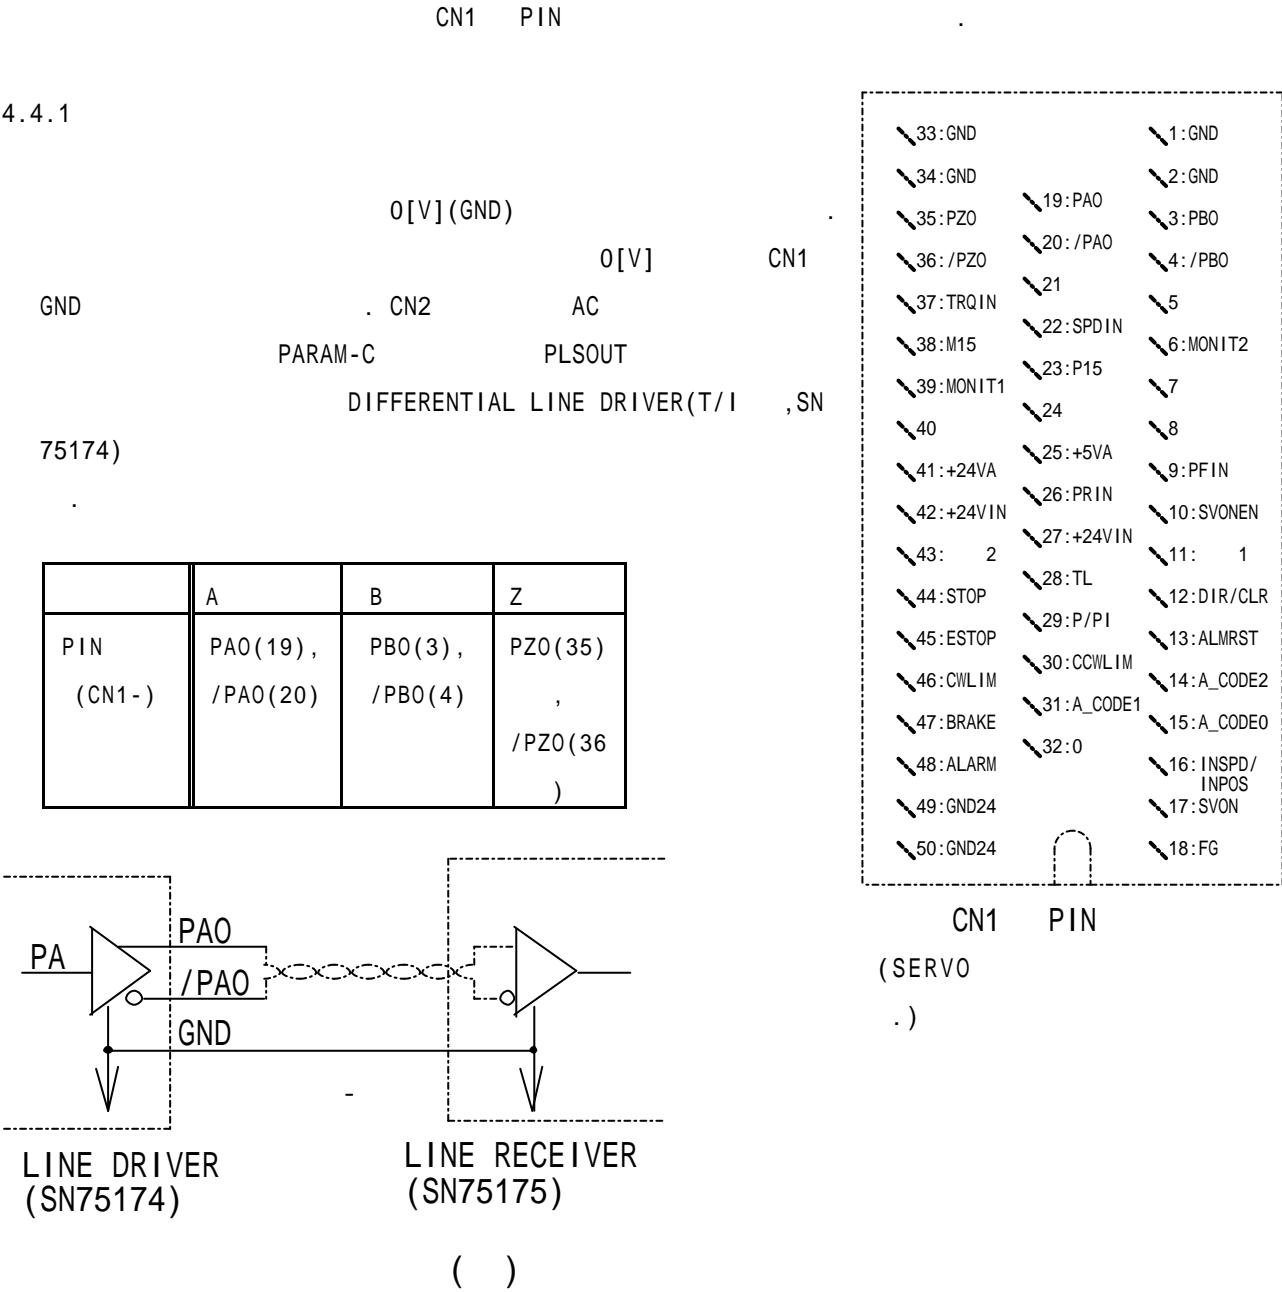 CN1 PIN .
4.4.1
0[V](GND) .
0[V] CN1
GND . CN2 AC
PARAM-C PLSOUT
DIFFERENTIAL LINE DRIVER(T/I ,SN
75174)
.
A B Z
PIN PAO(19), PBO(3), PZO(35)
(CN1-) /PAO(20) /PBO(4) ,
/PZO(36
)
PA
PAO
/PAO
GND
-
LINE DRIVER
(SN75174)
LINE RECEIVER
(SN75175)
( )
33:GND
34:GND
35:PZO
36:/PZO
37:TRQIN
38:M15
39:MONIT1
40
41:+24VA
42:+24VIN
43: 2
44:STOP
45:ESTOP
46:CWLIM
47:BRAKE
48:ALARM
49:GND24
50:GND24
19:PAO
20:/PAO
21
22:SPDIN
23:P15
24
25:+5VA
26:PRIN
27:+24VIN
28:TL
29:P/PI
30:CCWLIM
31:A_CODE1
32:0
1:GND
2:GND
3:PBO
4:/PBO
5
6:MONIT2
7
8
9:PFIN
10:SVONEN
11: 1
12:DIR/CLR
13:ALMRST
14:A_CODE2
15:A_CODE0
16:INSPD/
INPOS
17:SVON
18:FG
CN1 PIN
(SERVO
.)